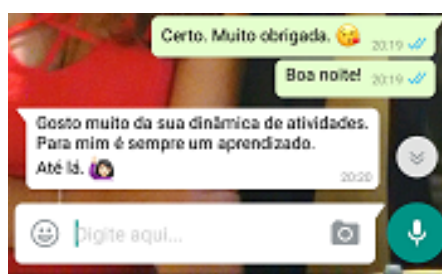 Certo. Muito obrigada. 😘 20:19
Boa noite! 20:19
Gosto muito da sua dinâmica de atividades.
Para mim é sempre um aprendizado.
Até lá. 🙋🏻 20:20
Digite aqui...